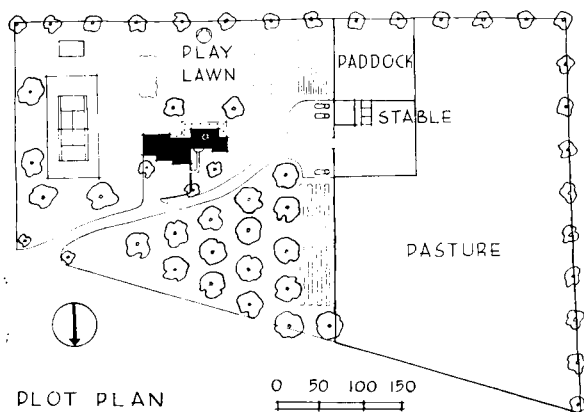 PLAY
LAWN
PADDOCK
STABLE
PASTURE
PLOT PLAN
0 50 100 150